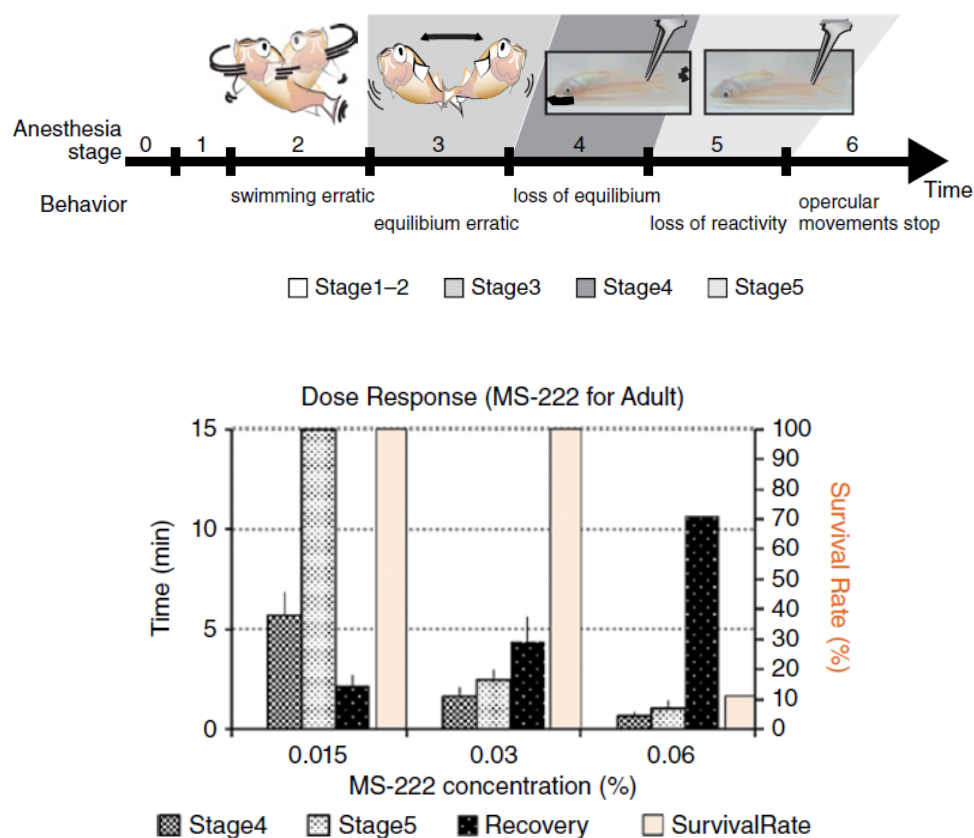 Anesthesia stage
0 1 2 3 4 5 6
Time
Behavior
swimming erratic
equilibium erratic
loss of equilibium
loss of reactivity
opercular
movements stop
Stage1–2 Stage3 Stage4 Stage5
Dose Response (MS-222 for Adult)
Time (min)
15
10
5
0
100
90
80
70
60
50
40
30
20
10
0
Survival Rate (%)
0.015 0.03 0.06
MS-222 concentration (%)
Stage4 Stage5 Recovery SurvivalRate